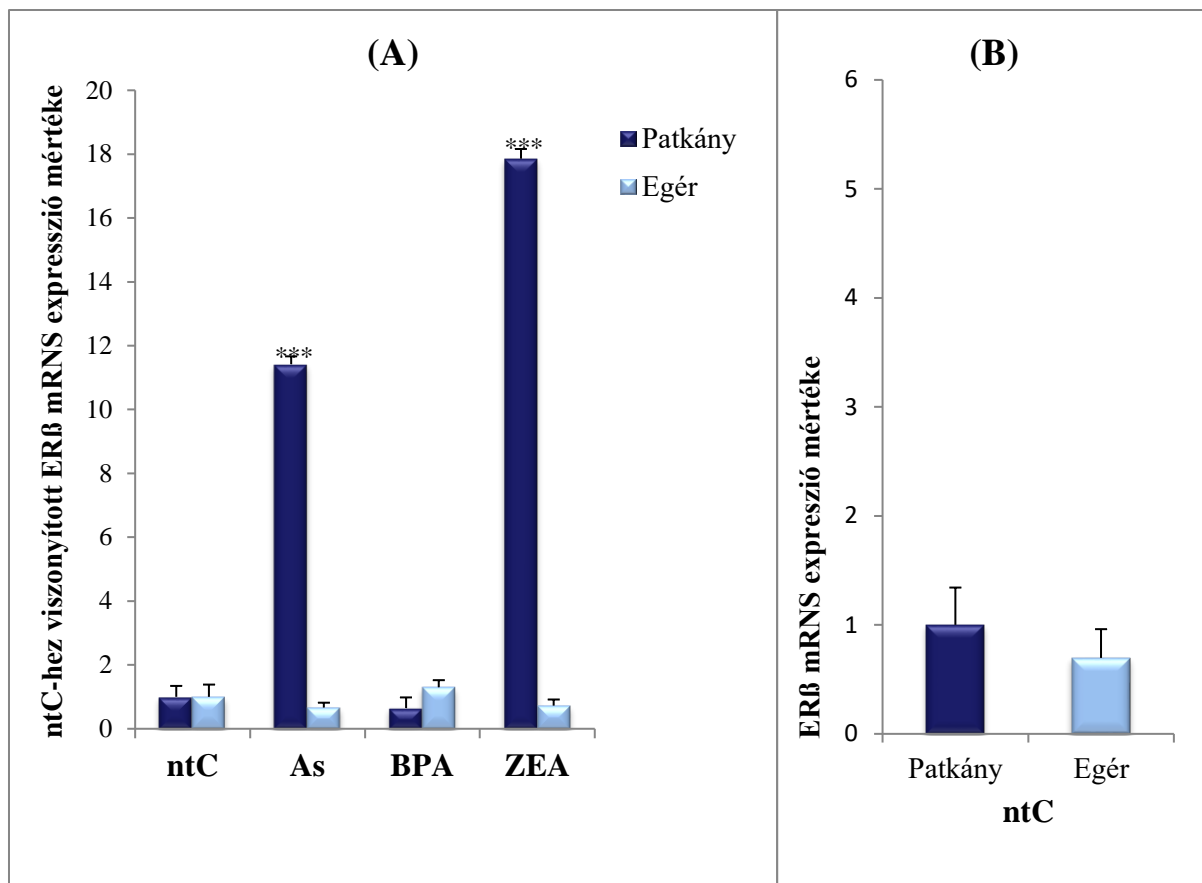 (A)
ntC-hez viszonyított ERß mRNS expresszió mértéke
20
18
16
14
12
10
8
6
4
2
0
***
***
ntC
As
BPA
ZEA
Patkány
Egér
(B)
ERß mRNS expreszió mértéke
6
5
4
3
2
1
0
Patkány
Egér
ntC